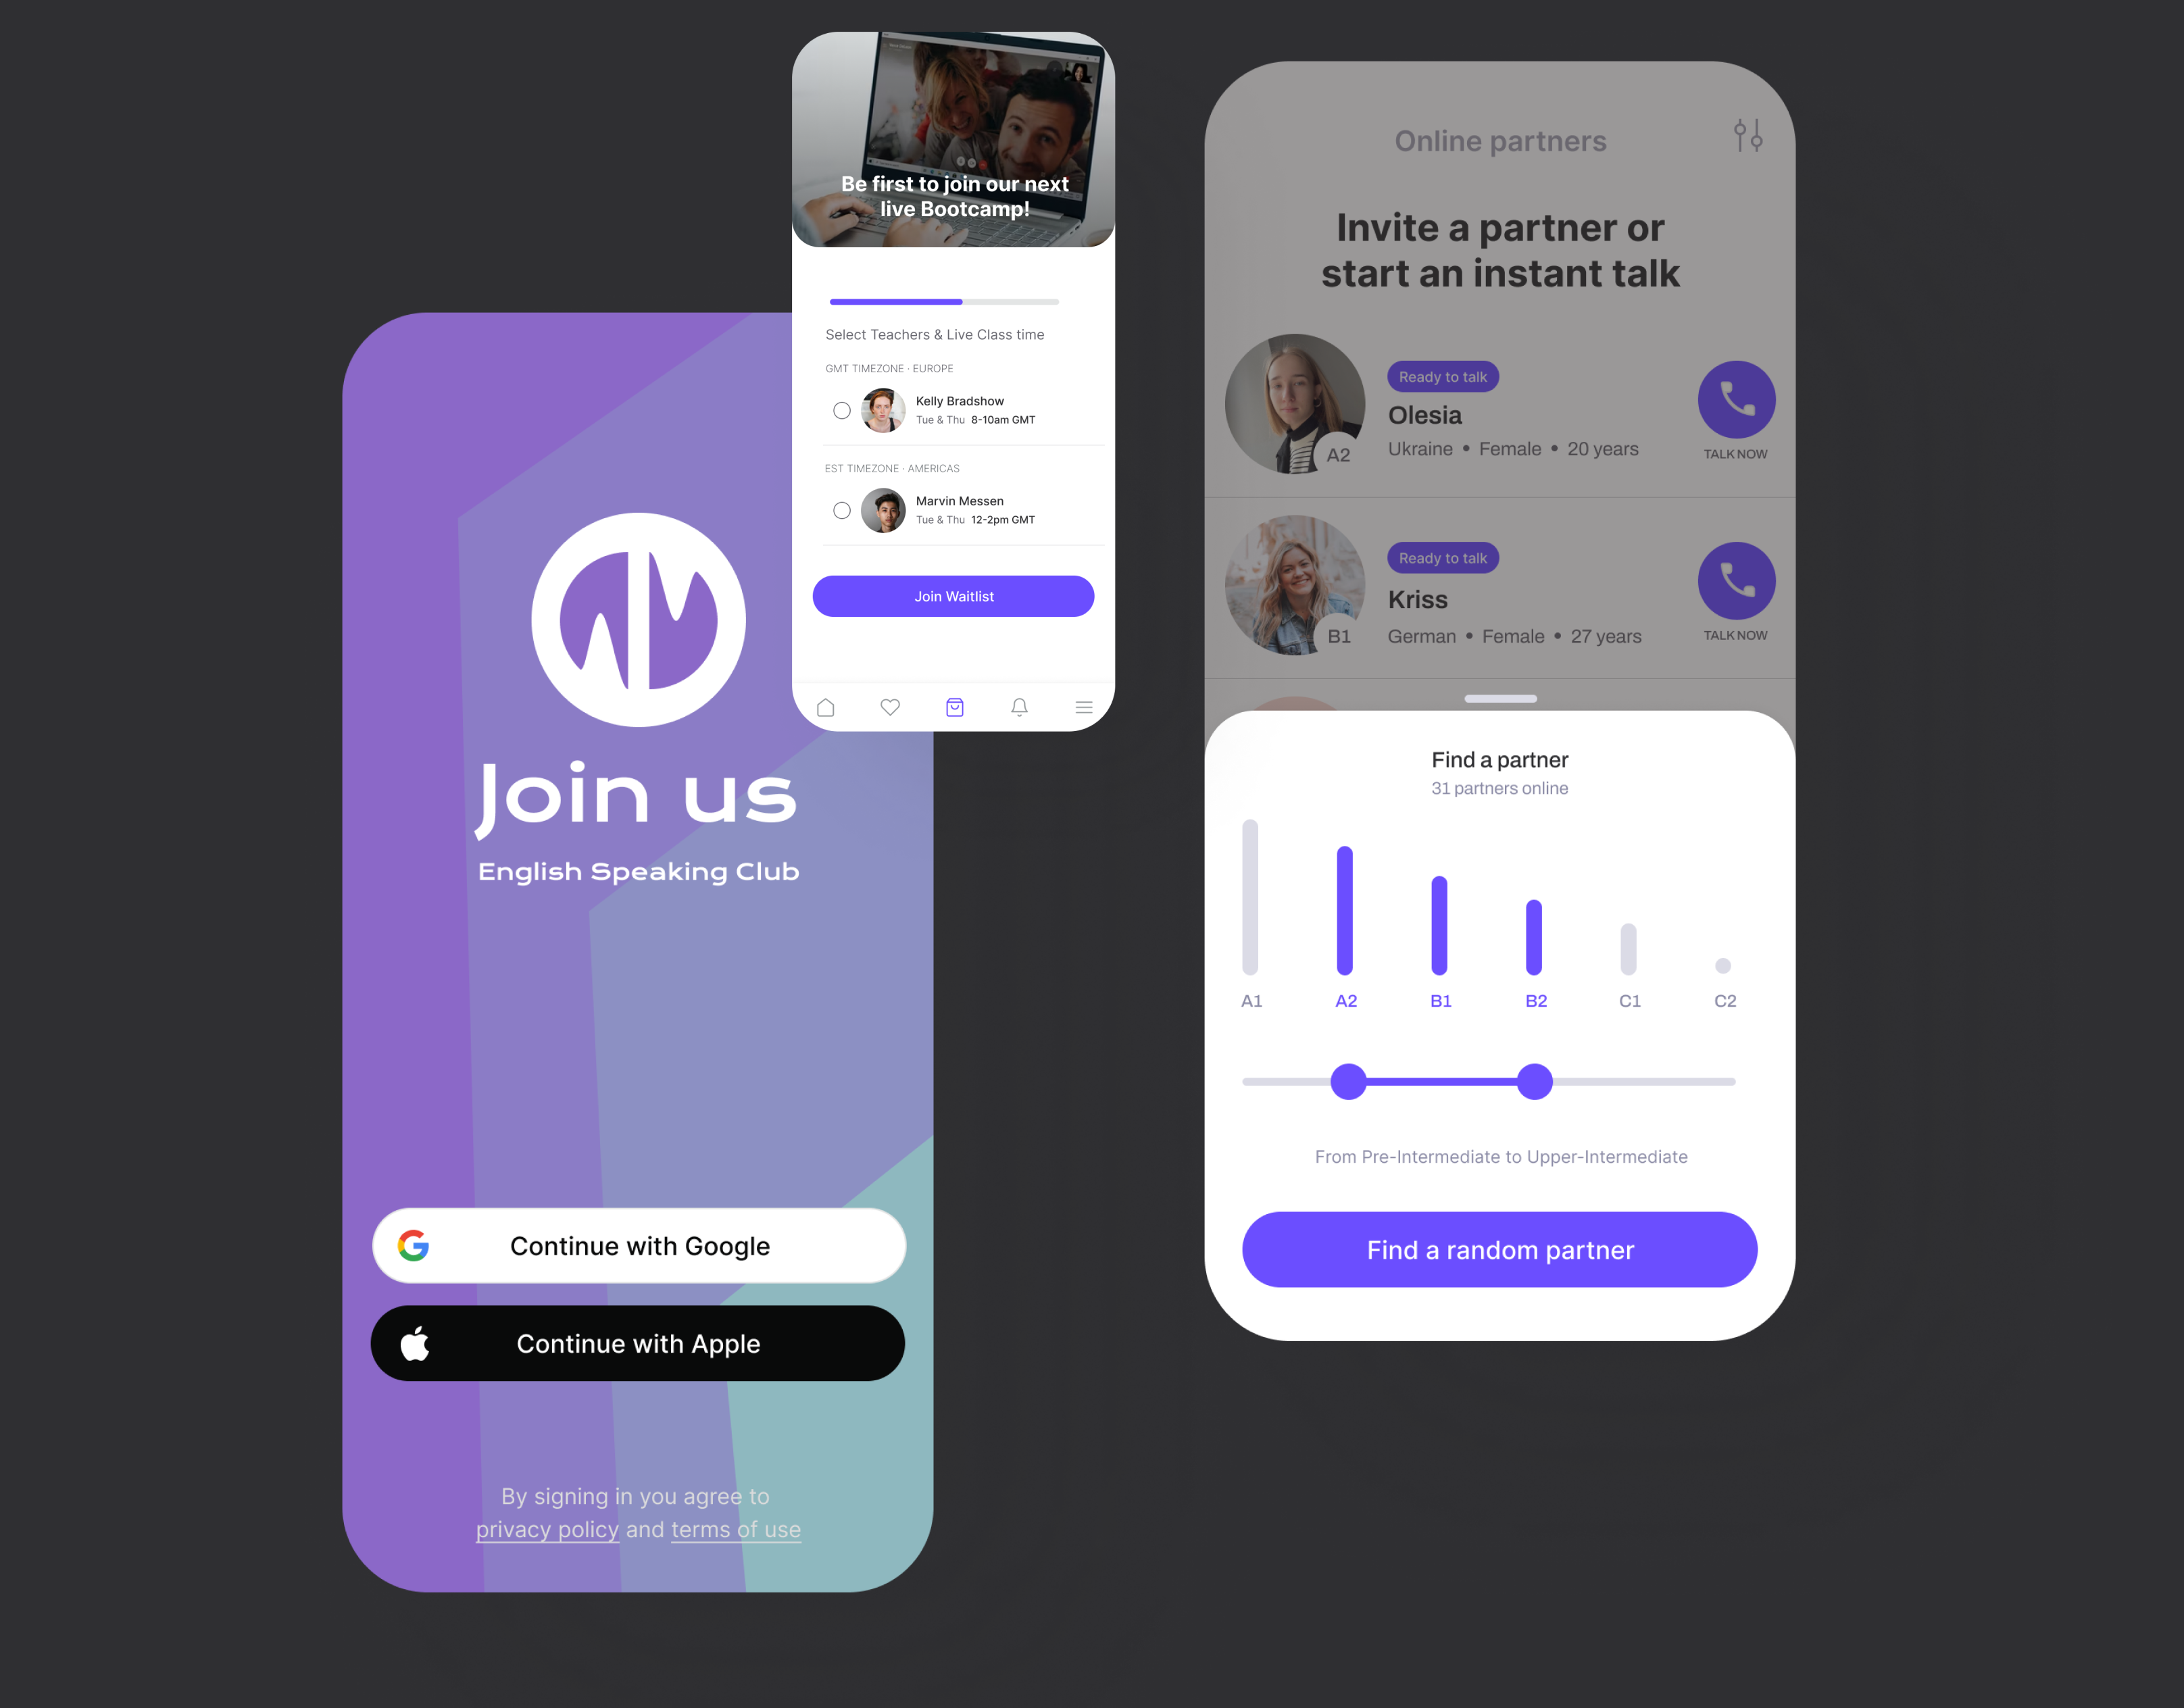 Be first to join our next
live Bootcamp!
Select Teachers & Live Class time
GMT TIMEZONE · EUROPE
Kelly Bradshow
Tue & Thu 8-10am GMT
EST TIMEZONE · AMERICAS
Marvin Messen
Tue & Thu 12-2pm GMT
Join Waitlist
Join us
English Speaking Club
Continue with Google
Continue with Apple
By signing in you agree to
privacy policy and terms of use
Online partners
Invite a partner or
start an instant talk
Ready to talk
Olesia
A2
Ukraine • Female • 20 years
TALK NOW
Ready to talk
Kriss
B1
German • Female • 27 years
TALK NOW
Find a partner
31 partners online
A1 A2 B1 B2 C1 C2
From Pre-Intermediate to Upper-Intermediate
Find a random partner